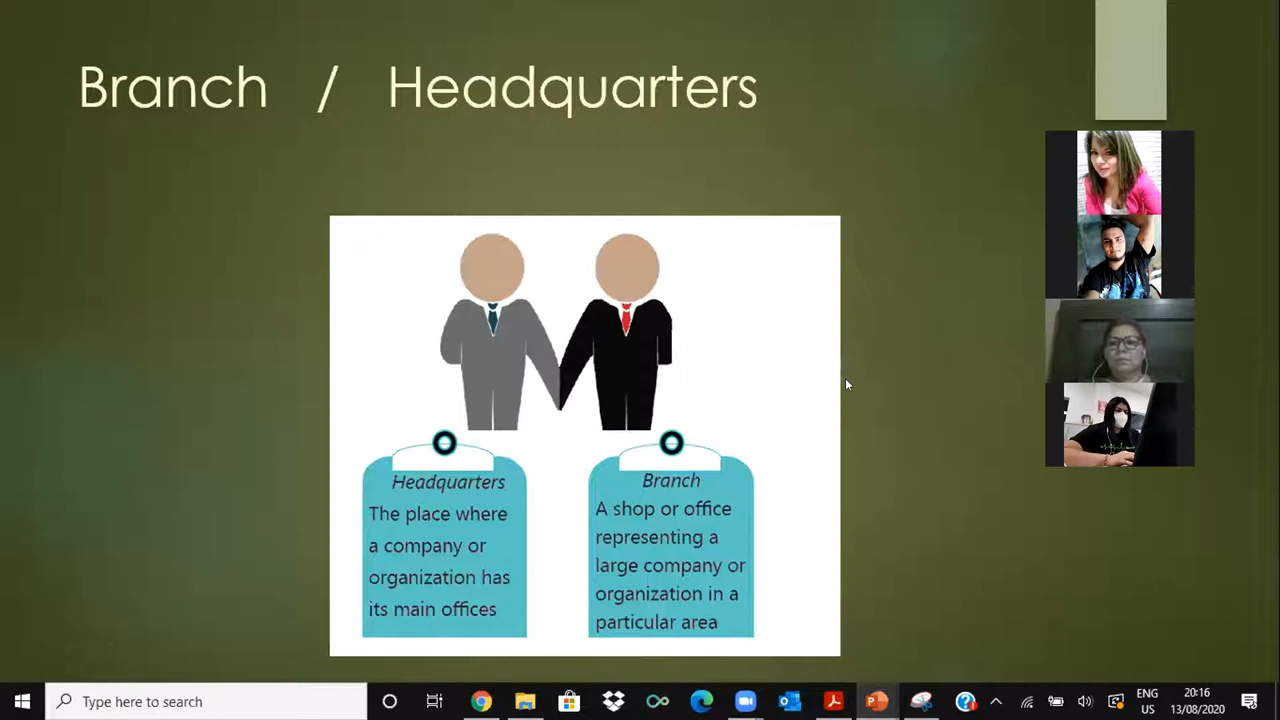 Branch / Headquarters
Headquarters
The place where
a company or
organization has
its main offices
Branch
A shop or office
representing a
large company or
organization in a
particular area
Type here to search
ENG
US
20:16
13/08/2020